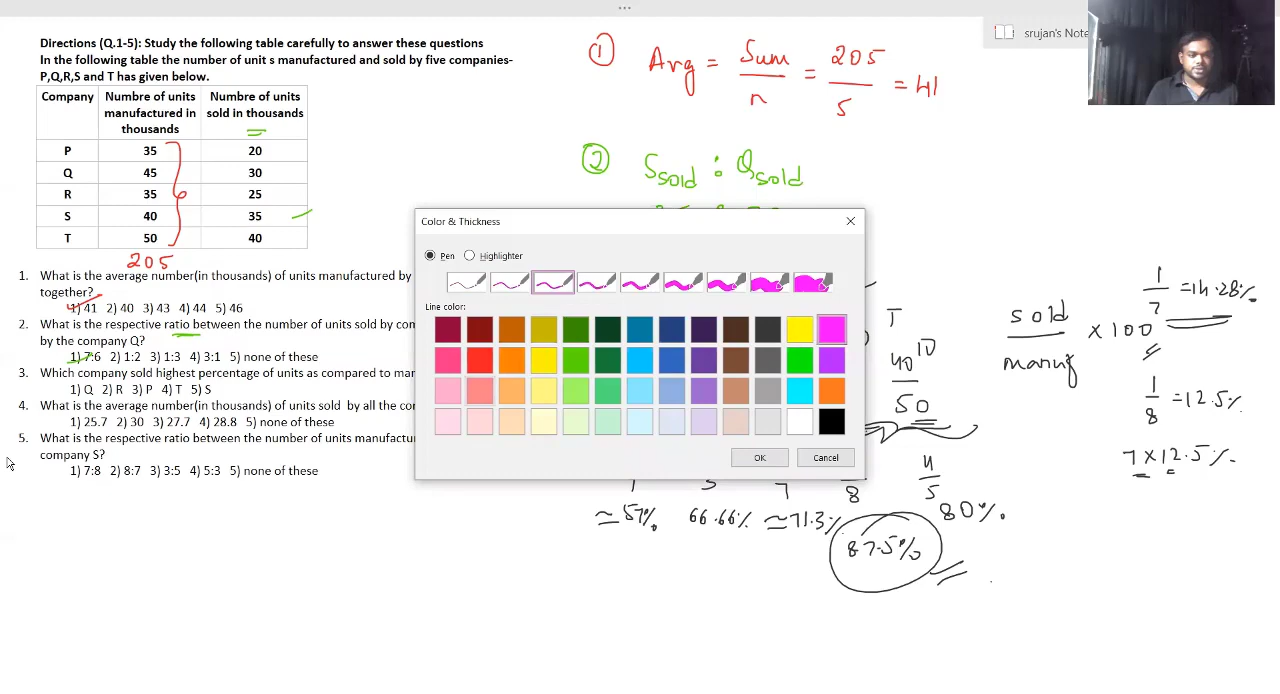 srujan's Note
Directions (Q.1-5): Study the following table carefully to answer these questions
In the following table the number of unit s manufactured and sold by five companies-
P,Q,R,S and T has given below.
Company Numbre of units manufactured in thousands Numbre of units sold in thousands
P 35 20
Q 45 30
R 35 25
S 40 35
T 50 40
205
1. What is the average number(in thousands) of units manufactured by
together?
1) 41 2) 40 3) 43 4) 44 5) 46
2. What is the respective ratio between the number of units sold by com
by the company Q?
1) 7:6 2) 1:2 3) 1:3 4) 3:1 5) none of these
3. Which company sold highest percentage of units as compared to man
1) Q 2) R 3) P 4) T 5) S
4. What is the average number(in thousands) of units sold by all the cor
1) 25.7 2) 30 3) 27.7 4) 28.8 5) none of these
5. What is the respective ratio between the number of units manufactur
company S?
1) 7:8 2) 8:7 3) 3:5 4) 5:3 5) none of these
1 Avg = Sum / n = 205 / 5 = 41
2 S sold : Q sold
Color & Thickness
Pen Highlighter
Line color:
OK Cancel
T
40 10
50
4
5
7 8
≃ 57% 66.66% ≃ 71.3% 80%
87.5%
sold / manuf × 100
1/7 = 14.28%
1/8 = 12.5%
7 × 12.5%